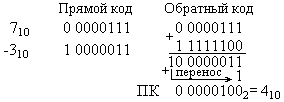 Прямой код Обратный код
7₁₀ 0 0000111 0 0000111
+
-3₁₀ 1 0000011 1 1111100
10 0000011
+ перенос 1
ПК 0 0000100₂ = 4₁₀